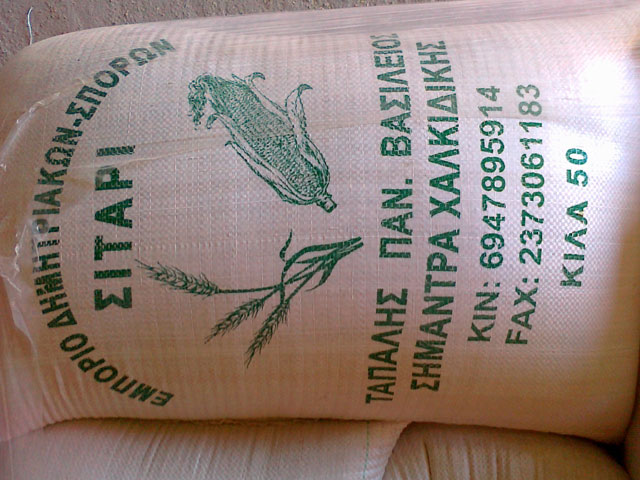 ΕΜΠΟΡΙΟ ΔΗΜΗΤΡΙΑΚΩΝ-ΣΠΟΡΩΝ
ΣΙΤΑΡΙ
ΤΑΠΑΛΗΣ ΠΑΝ. ΒΑΣΙΛΕΙΟΣ
ΣΗΜΑΝΤΡΑ ΧΑΛΚΙΔΙΚΗΣ
ΚΙΝ: 6947895914
FAX: 2373061183
ΚΙΛΑ 50